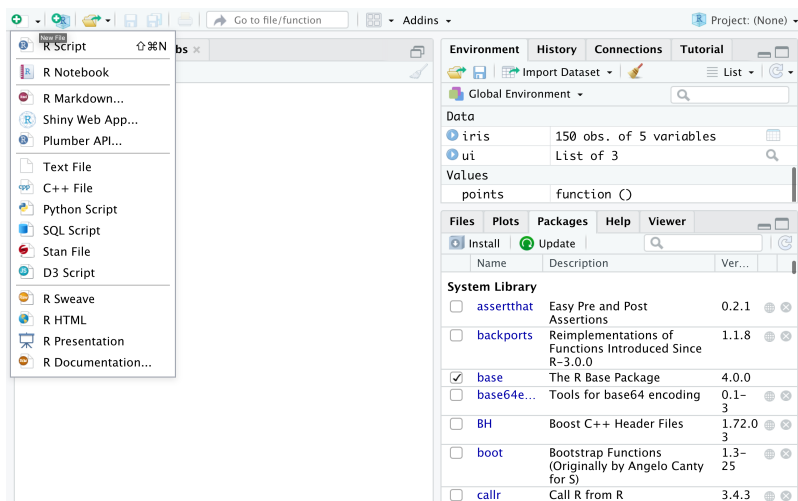 Go to file/function
Addins
Project: (None)
New File
R Script ⇧⌘N
R Notebook
R Markdown...
Shiny Web App...
Plumber API...
Text File
C++ File
Python Script
SQL Script
Stan File
D3 Script
R Sweave
R HTML
R Presentation
R Documentation...
bs
Environment History Connections Tutorial
Import Dataset List
Global Environment
Data
iris 150 obs. of 5 variables
ui List of 3
Values
points function ()
Files Plots Packages Help Viewer
Install Update
Name Description Ver...
System Library
assertthat Easy Pre and Post 0.2.1
Assertions
backports Reimplementations of 1.1.8
Functions Introduced Since
R-3.0.0
base The R Base Package 4.0.0
base64e... Tools for base64 encoding 0.1-
3
BH Boost C++ Header Files 1.72.0
3
boot Bootstrap Functions 1.3-
(Originally by Angelo Canty 25
for S)
callr Call R from R 3.4.3